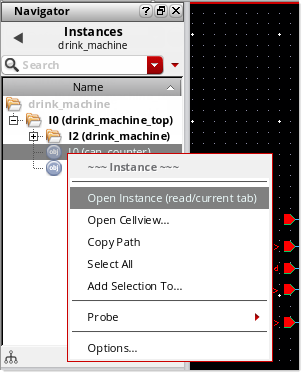 Navigator
Instances
drink_machine
Search
Name
drink_machine
I0 (drink_machine_top)
I2 (drink_machine)
I0 (can_counter)
~~~ Instance ~~~
Open Instance (read/current tab)
Open Cellview...
Copy Path
Select All
Add Selection To...
Probe
Options...